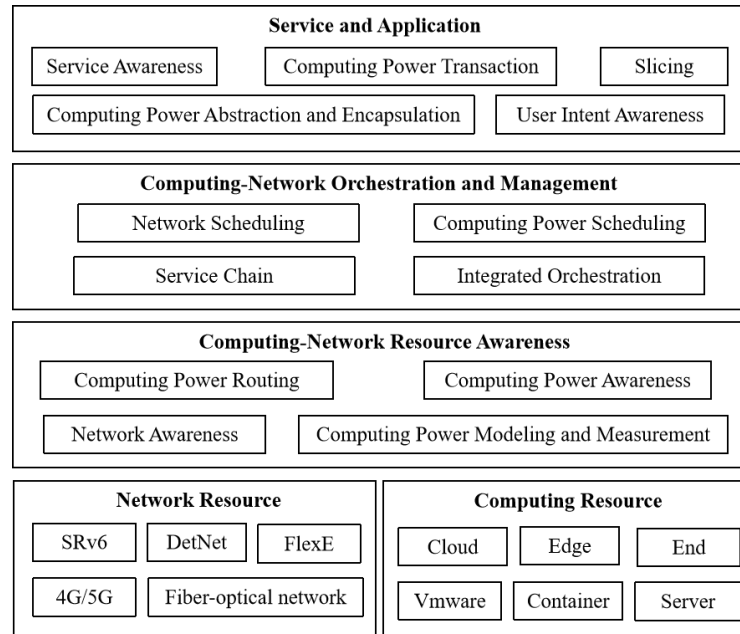 Service and Application
Service Awareness
Computing Power Transaction
Slicing
Computing Power Abstraction and Encapsulation
User Intent Awareness
Computing-Network Orchestration and Management
Network Scheduling
Computing Power Scheduling
Service Chain
Integrated Orchestration
Computing-Network Resource Awareness
Computing Power Routing
Computing Power Awareness
Network Awareness
Computing Power Modeling and Measurement
Network Resource
SRv6
DetNet
FlexE
4G/5G
Fiber-optical network
Computing Resource
Cloud
Edge
End
Vmware
Container
Server